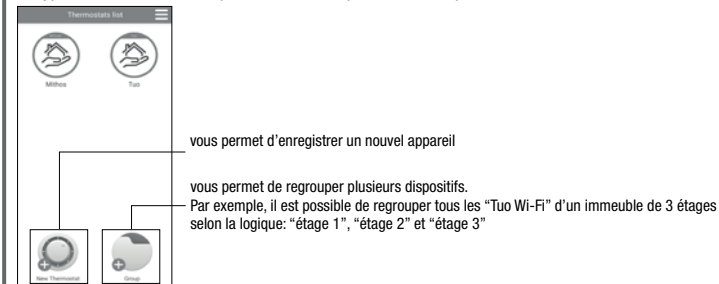 Thermostats list
Mithos
Tuo
vous permet d'enregistrer un nouvel appareil
vous permet de regrouper plusieurs dispositifs.
Par exemple, il est possible de regrouper tous les “Tuo Wi-Fi” d'un immeuble de 3 étages
selon la logique: “étage 1”, “étage 2” et “étage 3”
New Thermostat
Group